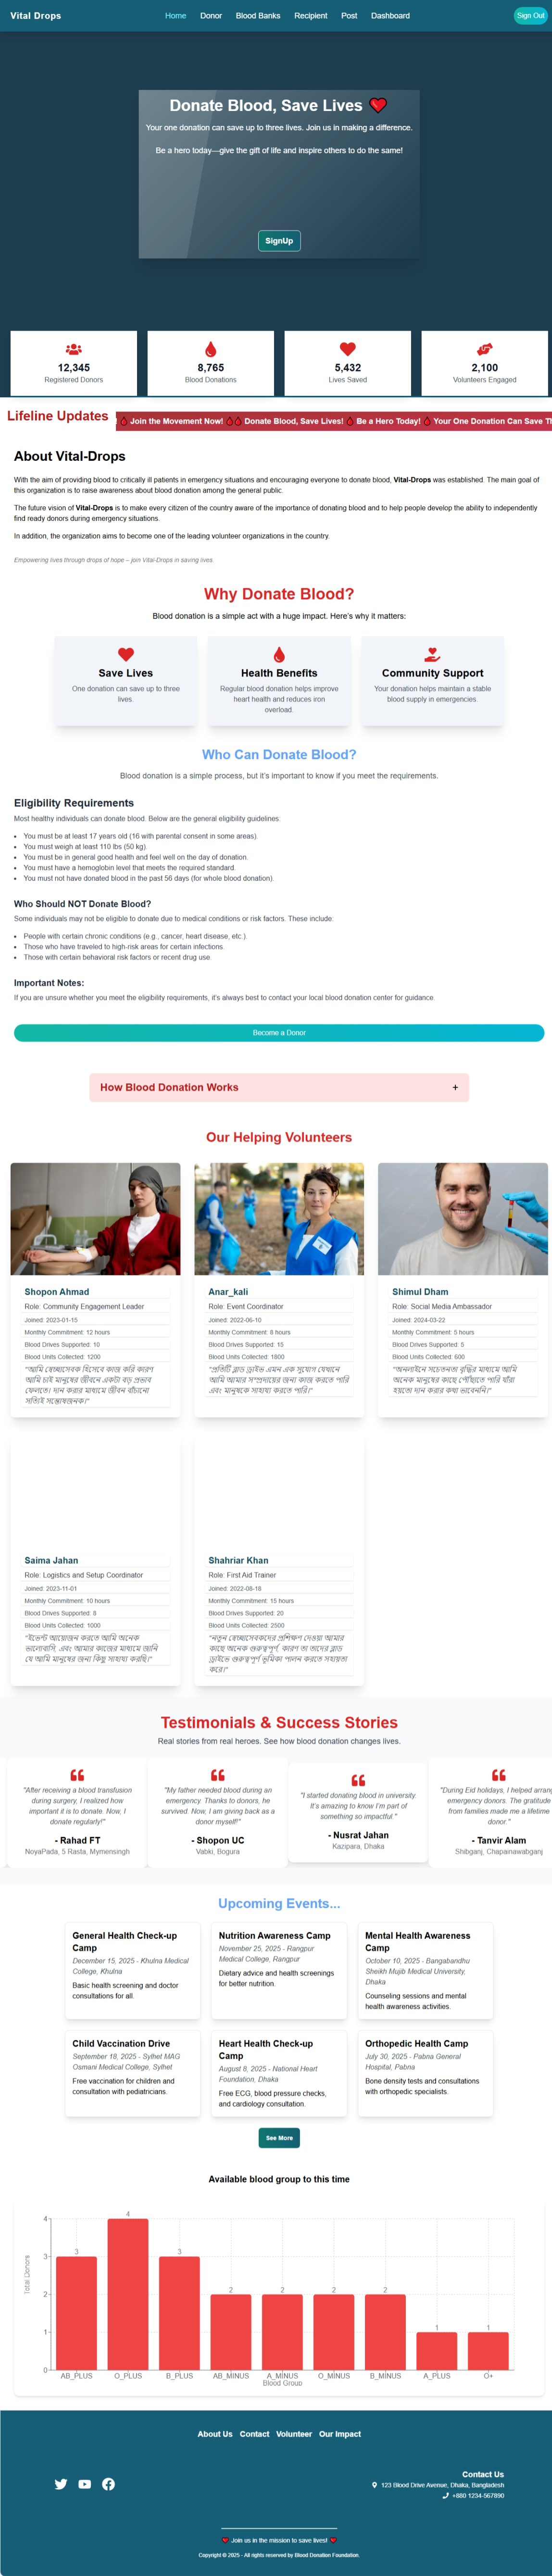 Vital Drops
Home Donor Blood Banks Recipient Post Dashboard
Sign Out
Donate Blood, Save Lives ❤️
Your one donation can save up to three lives. Join us in making a difference.
Be a hero today—give the gift of life and inspire others to do the same!
SignUp
12,345
Registered Donors
8,765
Blood Donations
5,432
Lives Saved
2,100
Volunteers Engaged
Lifeline Updates
🩸 Join the Movement Now! 🩸🩸 Donate Blood, Save Lives! 🩸 Be a Hero Today! 🩸 Your One Donation Can Save Th
About Vital-Drops
With the aim of providing blood to critically ill patients in emergency situations and encouraging everyone to donate blood, Vital-Drops was established. The main goal of
this organization is to raise awareness about blood donation among the general public.
The future vision of Vital-Drops is to make every citizen of the country aware of the importance of donating blood and to help people develop the ability to independently
find ready donors during emergency situations.
In addition, the organization aims to become one of the leading volunteer organizations in the country.
Empowering lives through drops of hope – join Vital-Drops in saving lives.
Why Donate Blood?
Blood donation is a simple act with a huge impact. Here's why it matters:
Save Lives
One donation can save up to three
lives.
Health Benefits
Regular blood donation helps improve
heart health and reduces iron
overload.
Community Support
Your donation helps maintain a stable
blood supply in emergencies.
Who Can Donate Blood?
Blood donation is a simple process, but it's important to know if you meet the requirements.
Eligibility Requirements
Most healthy individuals can donate blood. Below are the general eligibility guidelines:
• You must be at least 17 years old (16 with parental consent in some areas).
• You must weigh at least 110 lbs (50 kg).
• You must be in general good health and feel well on the day of donation.
• You must have a hemoglobin level that meets the required standard.
• You must not have donated blood in the past 56 days (for whole blood donation).
Who Should NOT Donate Blood?
Some individuals may not be eligible to donate due to medical conditions or risk factors. These include:
• People with certain chronic conditions (e.g., cancer, heart disease, etc.).
• Those who have traveled to high-risk areas for certain infections.
• Those with certain behavioral risk factors or recent drug use.
Important Notes:
If you are unsure whether you meet the eligibility requirements, it's always best to contact your local blood donation center for guidance.
Become a Donor
How Blood Donation Works +
Our Helping Volunteers
Shopon Ahmad
Role: Community Engagement Leader
Joined: 2023-01-15
Monthly Commitment: 12 hours
Blood Drives Supported: 10
Blood Units Collected: 1200
"আমি স্বেচ্ছাসেবক হিসেবে কাজ করি কারণ
আমি চাই মানুষের জীবনে একটা বড় প্রভাব
ফেলতে। দান করার মাধ্যমে জীবন বাঁচানো
সত্যিই সন্তোষজনক।"
Anar_kali
Role: Event Coordinator
Joined: 2022-06-10
Monthly Commitment: 8 hours
Blood Drives Supported: 15
Blood Units Collected: 1800
"প্রতিটি ব্লাড ড্রাইভ এমন এক সুযোগ যেখানে
আমি আমার সম্প্রদায়ের জন্য কাজ করতে পারি
এবং মানুষকে সাহায্য করতে পারি।"
Shimul Dham
Role: Social Media Ambassador
Joined: 2024-03-22
Monthly Commitment: 5 hours
Blood Drives Supported: 5
Blood Units Collected: 600
"অনলাইনে সচেতনতা বৃদ্ধির মাধ্যমে আমি
অনেক মানুষের কাছে পৌঁছাতে পারি যাঁরা
হয়তো দান করার কথা ভাবেননি।"
Saima Jahan
Role: Logistics and Setup Coordinator
Joined: 2023-11-01
Monthly Commitment: 10 hours
Blood Drives Supported: 8
Blood Units Collected: 1000
"ইভেন্ট আয়োজন করতে আমি অনেক
ভালোবাসি, এবং আমার কাজের মাধ্যমে জানি
যে আমি মানুষের জন্য কিছু সাহায্য করছি।"
Shahriar Khan
Role: First Aid Trainer
Joined: 2022-08-18
Monthly Commitment: 15 hours
Blood Drives Supported: 20
Blood Units Collected: 2500
"নতুন স্বেচ্ছাসেবকদের প্রশিক্ষণ দেওয়া আমার
কাছে অনেক গুরুত্বপূর্ণ, কারণ তা তাদের ব্লাড
ড্রাইভে গুরুত্বপূর্ণ ভূমিকা পালন করতে সহায়তা
করে।"
Testimonials & Success Stories
Real stories from real heroes. See how blood donation changes lives.
"After receiving a blood transfusion
during surgery, I realized how
important it is to donate. Now, I
donate regularly!"
- Rahad FT
NoyaPada, 5 Rasta, Mymensingh
"My father needed blood during an
emergency. Thanks to donors, he
survived. Now, I am giving back as a
donor myself!"
- Shopon UC
Vabki, Bogura
"I started donating blood in university.
It's amazing to know I'm part of
something so impactful."
- Nusrat Jahan
Kazipara, Dhaka
"During Eid holidays, I helped arrang
emergency donors. The gratitude
from families made me a lifetime
donor."
- Tanvir Alam
Shibganj, Chapainawabganj
Upcoming Events...
General Health Check-up
Camp
December 15, 2025 - Khulna Medical
College, Khulna
Basic health screening and doctor
consultations for all.
Nutrition Awareness Camp
November 25, 2025 - Rangpur
Medical College, Rangpur
Dietary advice and health screenings
for better nutrition.
Mental Health Awareness
Camp
October 10, 2025 - Bangabandhu
Sheikh Mujib Medical University,
Dhaka
Counseling sessions and mental
health awareness activities.
Child Vaccination Drive
September 18, 2025 - Sylhet MAG
Osmani Medical College, Sylhet
Free vaccination for children and
consultation with pediatricians.
Heart Health Check-up
Camp
August 8, 2025 - National Heart
Foundation, Dhaka
Free ECG, blood pressure checks,
and cardiology consultation.
Orthopedic Health Camp
July 30, 2025 - Pabna General
Hospital, Pabna
Bone density tests and consultations
with orthopedic specialists.
See More
Available blood group to this time
Total Donors
4
3
2
1
0
3 4 3 2 2 2 2 1 1
AB_PLUS O_PLUS B_PLUS AB_MINUS A_MINUS O_MINUS B_MINUS A_PLUS O+
Blood Group
About Us Contact Volunteer Our Impact
Contact Us
123 Blood Drive Avenue, Dhaka, Bangladesh
+880 1234-567890
❤️ Join us in the mission to save lives! ❤️
Copyright © 2025 - All rights reserved by Blood Donation Foundation.